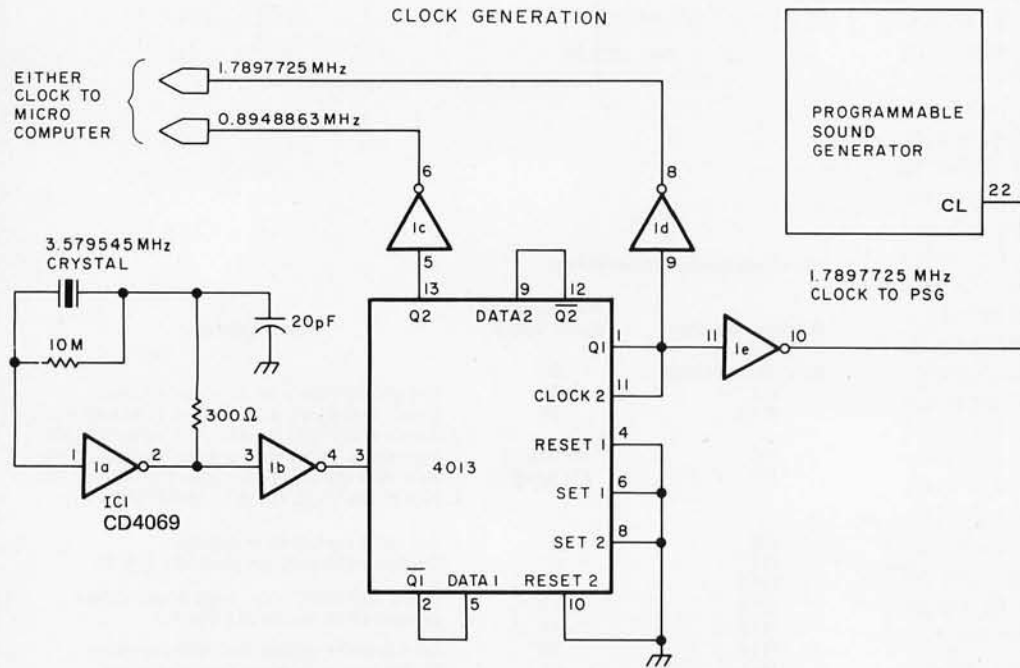 CLOCK GENERATION
EITHER
CLOCK TO
MICRO
COMPUTER
1.7897725 MHz
0.8948863 MHz
PROGRAMMABLE
SOUND
GENERATOR
CL
22
6
8
1c
1d
5
9
3.579545 MHz
CRYSTAL
20pF
10M
300Ω
1
1a
2
IC1
CD4069
3
1b
4
3
13
9
12
Q2
DATA2
Q2
4013
Q1
1
CLOCK 2
11
RESET 1
4
SET 1
6
SET 2
8
Q1
DATA 1
RESET 2
2
5
10
11
1e
10
1.7897725 MHz
CLOCK TO PSG